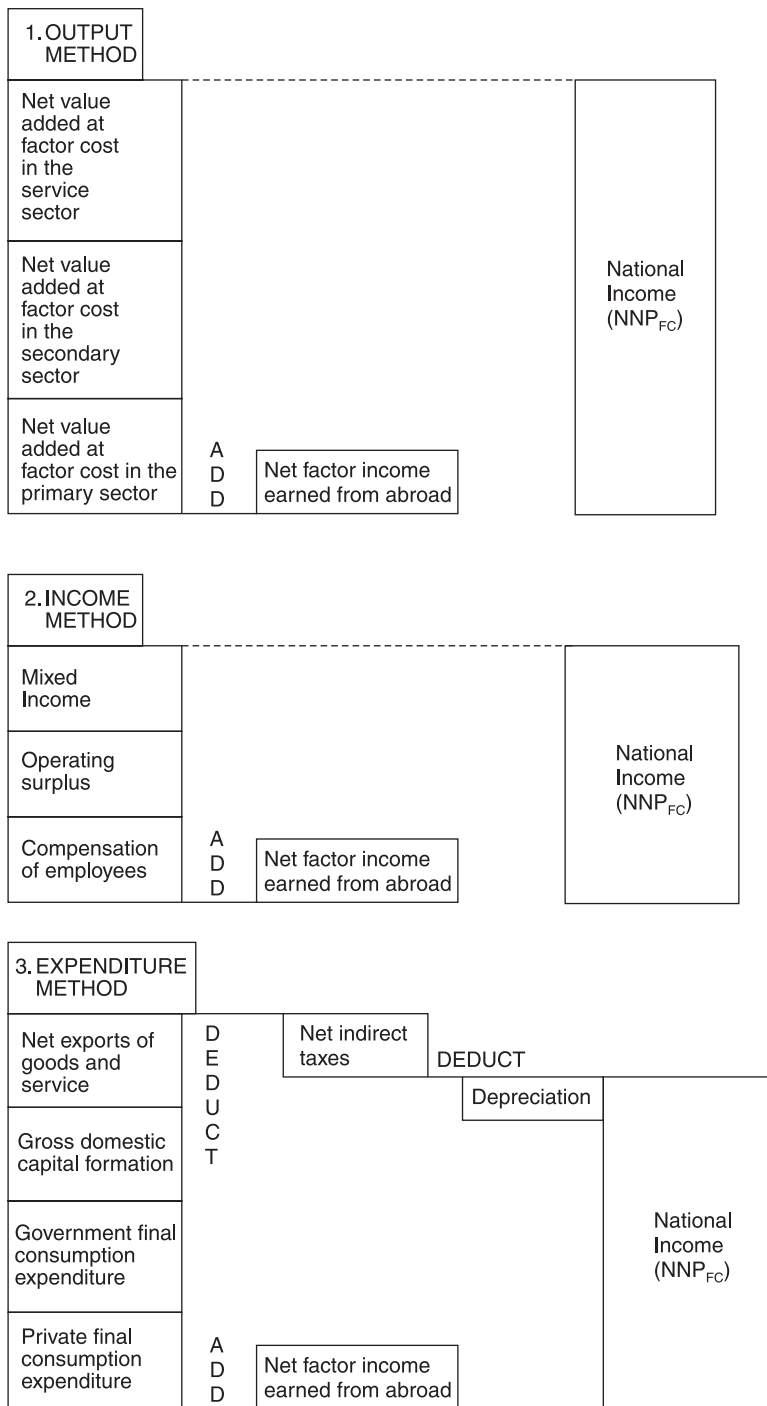 1. OUTPUT
METHOD
Net value
added at
factor cost
in the
service
sector
Net value
added at
factor cost
in the
secondary
sector
Net value
added at
factor cost in the
primary sector
A
D
D
Net factor income
earned from abroad
National
Income
(NNP_FC)
2. INCOME
METHOD
Mixed
Income
Operating
surplus
Compensation
of employees
A
D
D
Net factor income
earned from abroad
National
Income
(NNP_FC)
3. EXPENDITURE
METHOD
Net exports of
goods and
service
Gross domestic
capital formation
Government final
consumption
expenditure
Private final
consumption
expenditure
D
E
D
U
C
T
Net indirect
taxes
DEDUCT
Depreciation
A
D
D
Net factor income
earned from abroad
National
Income
(NNP_FC)